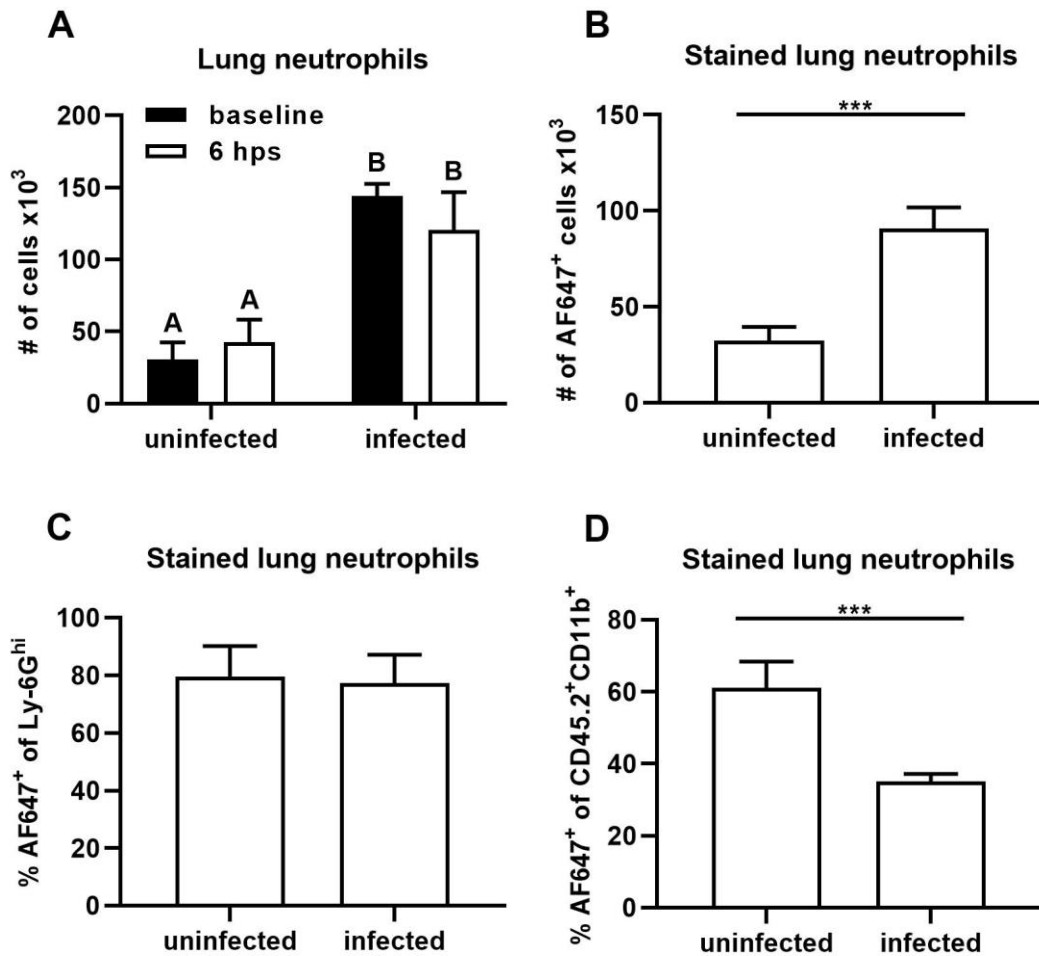 A
Lung neutrophils
# of cells x10³
200
150
100
50
0
baseline
6 hps
A
A
B
B
uninfected
infected
B
Stained lung neutrophils
# of AF647⁺ cells x10³
150
100
50
0
***
uninfected
infected
C
Stained lung neutrophils
% AF647⁺ of Ly-6Gʰⁱ
100
80
60
40
20
0
uninfected
infected
D
Stained lung neutrophils
% AF647⁺ of CD45.2⁺CD11b⁺
80
60
40
20
0
***
uninfected
infected